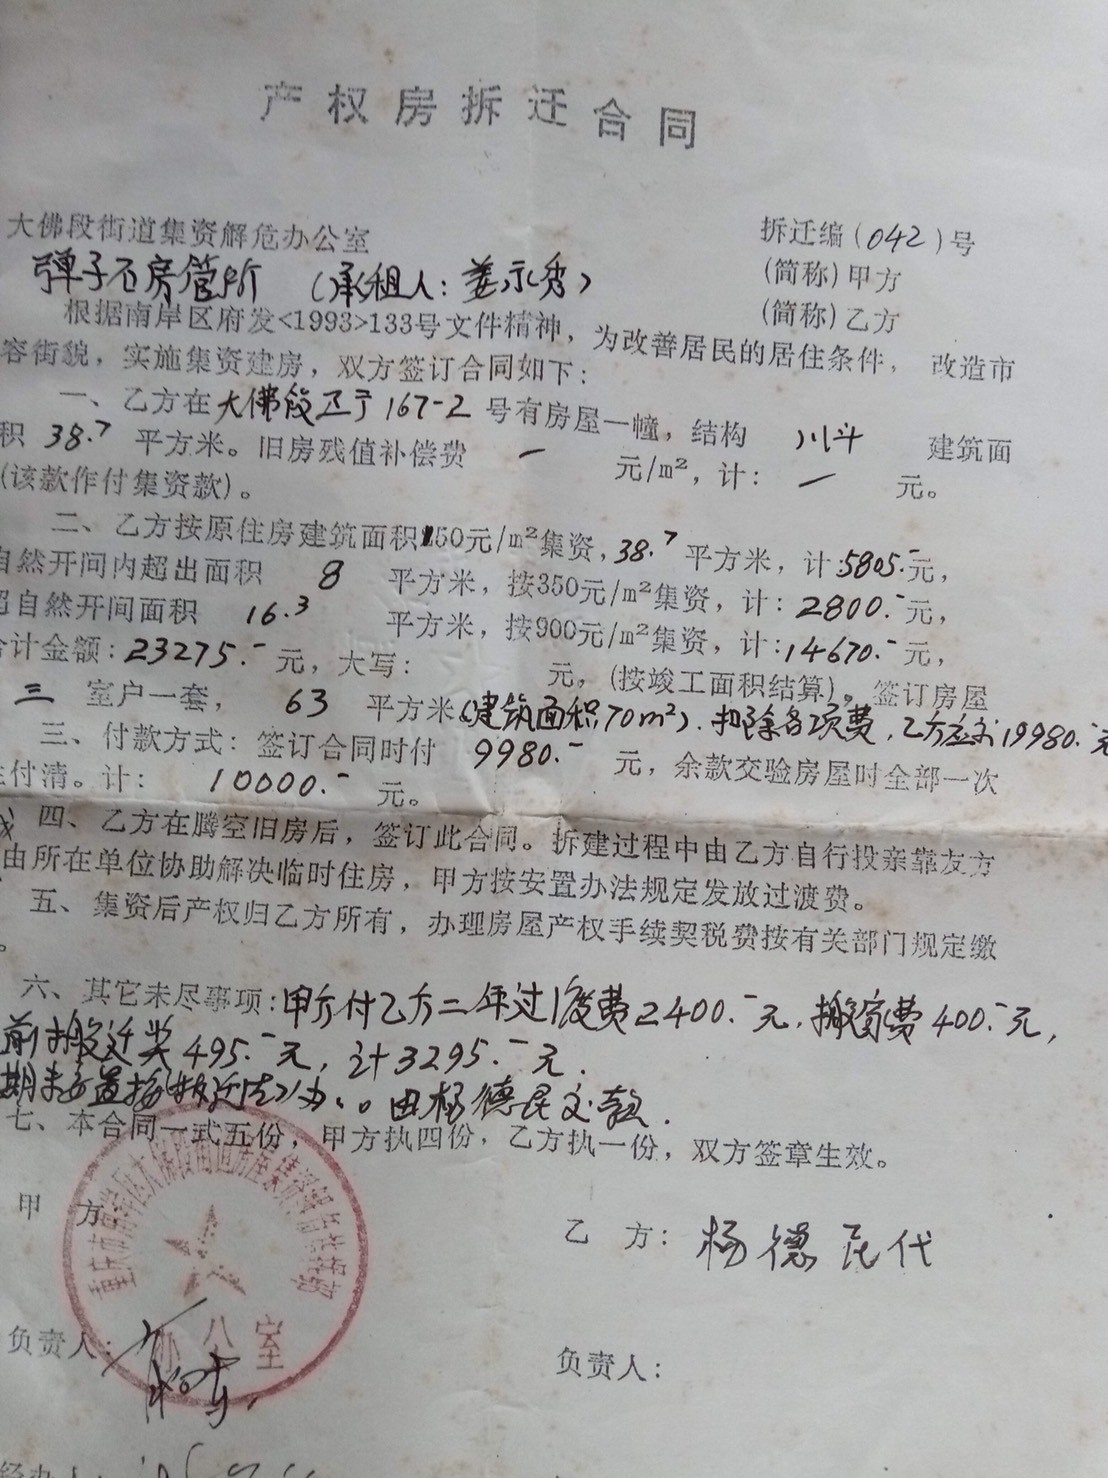 产权房拆迁合同
大佛段街道集资解危办公室 拆迁编(042)号
(简称)甲方
弹子石房管所 (承租人:姜永秀) (简称)乙方
根据南岸区府发<1993>133号文件精神，为改善居民的居住条件， 改造市
容街貌，实施集资建房，双方签订合同如下：
一、乙方在大佛段正于167-2号有房屋一幢，结构 川斗 建筑面
积 38.7 平方米。旧房残值补偿费 一 元/m²，计： 一 元。
(该款作付集资款)。
二、乙方按原住房建筑面积150元/m²集资，38.7平方米，计：5805.-元，
自然开间内超出面积 8 平方米，按350元/m²集资，计：2800.-元，
超自然开间面积 16.3 平方米，按900元/m²集资，计：14670.-元，
合计金额：23275.-元，大写： 元，(按竣工面积结算)。签订房屋
三 室户一套， 63 平方米(建筑面积70m²).扣除各项费，乙方应交19980.-元
三、付款方式：签订合同时付 9980.- 元，余款交验房屋时全部一次
性付清。计： 10000.- 元。
四、乙方在腾空旧房后，签订此合同。拆建过程中由乙方自行投亲靠友方
由所在单位协助解决临时住房，甲方按安置办法规定发放过渡费。
五、集资后产权归乙方所有，办理房屋产权手续契税费按有关部门规定缴
。
六、其它未尽事项：甲方付乙方二年过渡费2400.-元，搬家费400.-元，
前搬迁奖495.-元，计3295.-元.
期未安置按拆迁法办。由杨德民交款.
七、本合同一式五份，甲方执四份，乙方执一份，双方签章生效。
甲 方
乙 方：杨德民代
办公室
负责人：
负责人：
经办人：